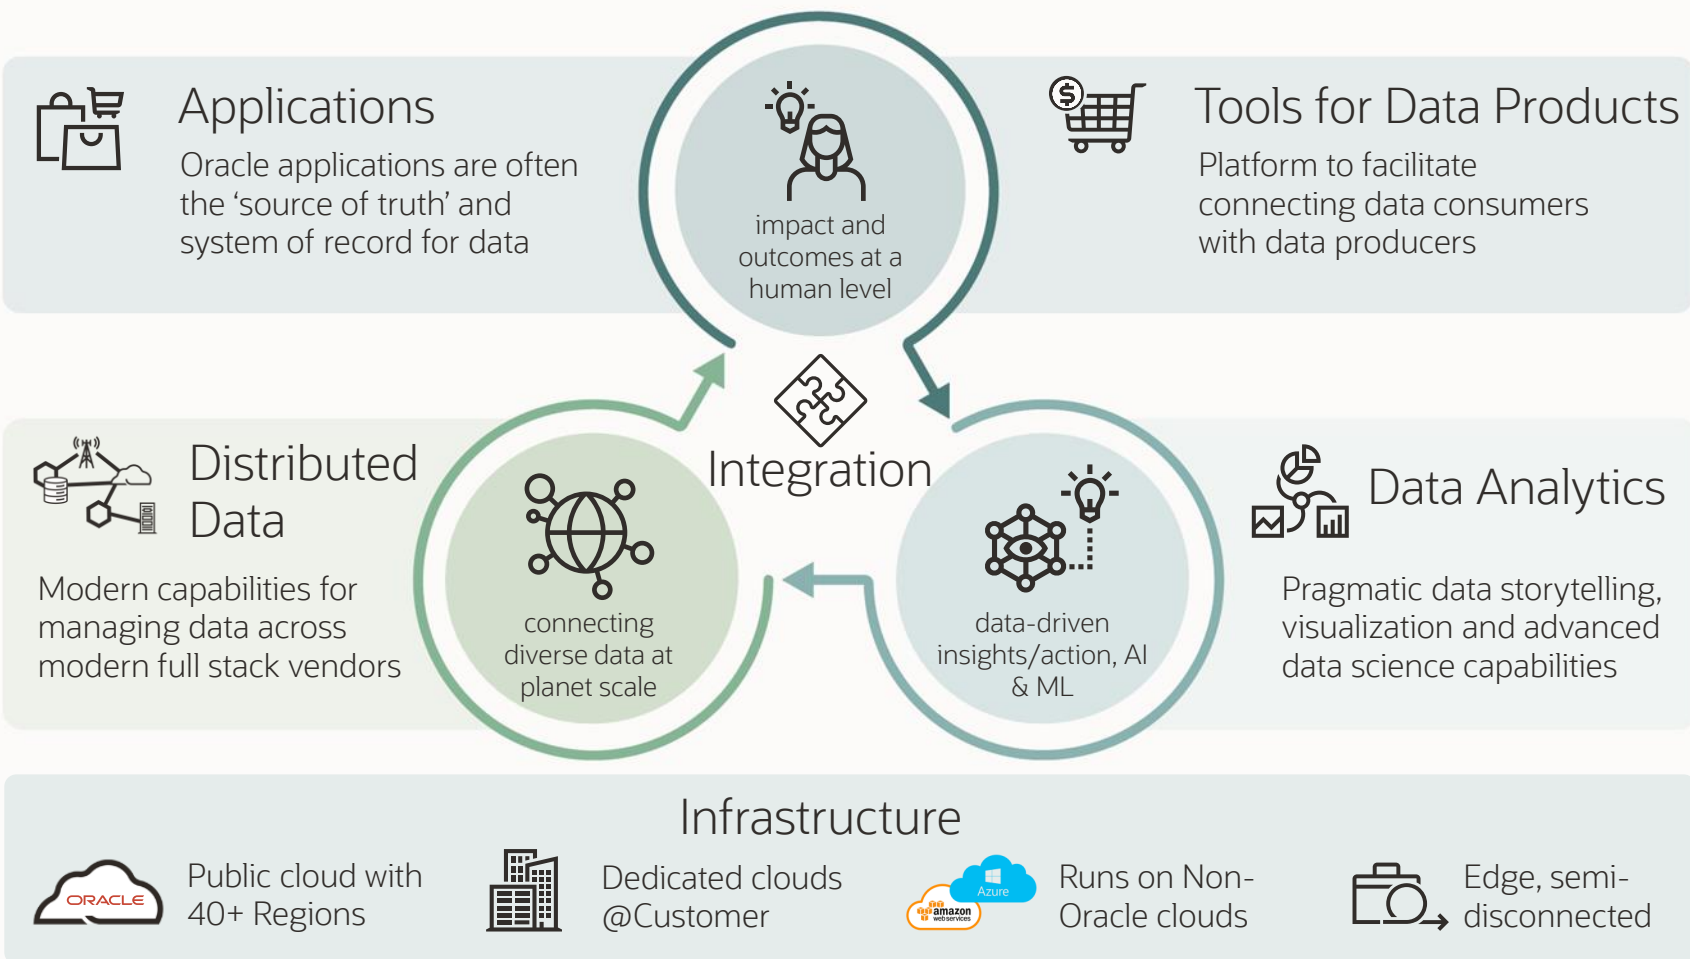 Applications
Oracle applications are often
the ‘source of truth’ and
system of record for data
impact and
outcomes at a
human level
$
Tools for Data Products
Platform to facilitate
connecting data consumers
with data producers
Distributed
Data
Modern capabilities for
managing data across
modern full stack vendors
connecting
diverse data at
planet scale
Integration
data-driven
insights/action, AI
& ML
Data Analytics
Pragmatic data storytelling,
visualization and advanced
data science capabilities
Infrastructure
ORACLE
Public cloud with
40+ Regions
Dedicated clouds
@Customer
Azure
amazon
webservices
Runs on Non-
Oracle clouds
Edge, semi-
disconnected